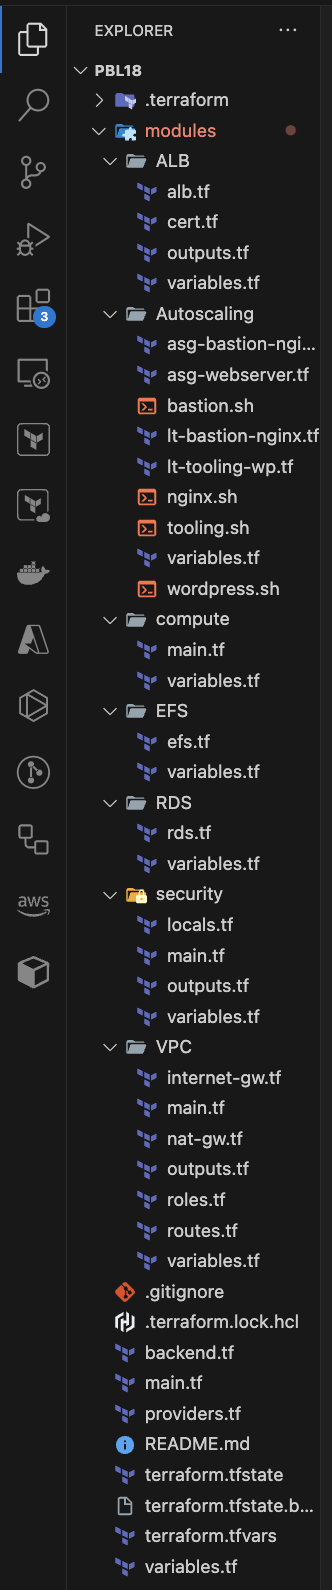 EXPLORER ...
PBL18
.terraform
modules
ALB
alb.tf
cert.tf
outputs.tf
variables.tf
Autoscaling
asg-bastion-ngi...
asg-webserver.tf
bastion.sh
3
lt-bastion-nginx.tf
lt-tooling-wp.tf
nginx.sh
tooling.sh
variables.tf
wordpress.sh
compute
main.tf
variables.tf
EFS
efs.tf
variables.tf
RDS
rds.tf
variables.tf
security
aws
locals.tf
main.tf
outputs.tf
variables.tf
VPC
internet-gw.tf
main.tf
nat-gw.tf
outputs.tf
roles.tf
routes.tf
variables.tf
.gitignore
.terraform.lock.hcl
backend.tf
main.tf
providers.tf
README.md
terraform.tfstate
terraform.tfstate.b...
terraform.tfvars
variables.tf